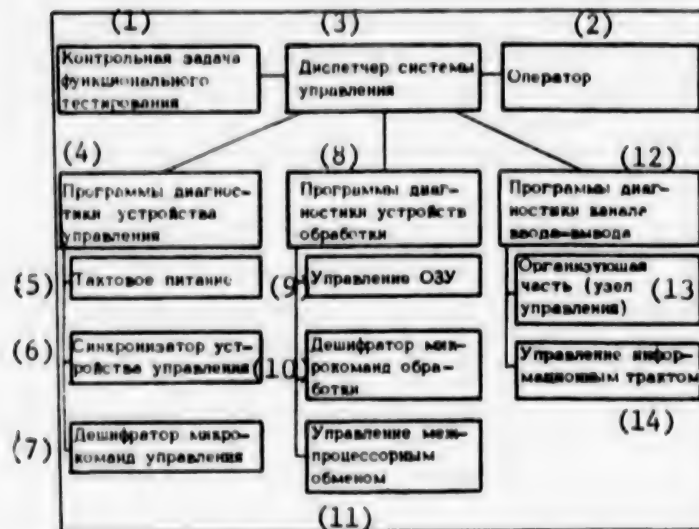 (1)
(3)
(2)
Контрольная задача
функционального
тестирования
Диспетчер системы
управления
Оператор
(4)
(8)
(12)
Программы диагнос-
тики устройства
управления
Программы диаг-
ностики устройств
обработки
Программы диаг-
ностики канала
ввода-вывода
(5)
Тактовое питание
(9)
Управление ОЗУ
Организующая
часть (узел
управления)
(13
(6)
Синхронизатор уст-
ройства управления
(10)
Дешифратор мик-
рокоманд обра-
ботки
Управление инфор-
мационным трактом
(14)
(7)
Дешифратор микро-
команд управления
Управление меж-
процессорным
обменом
(11)